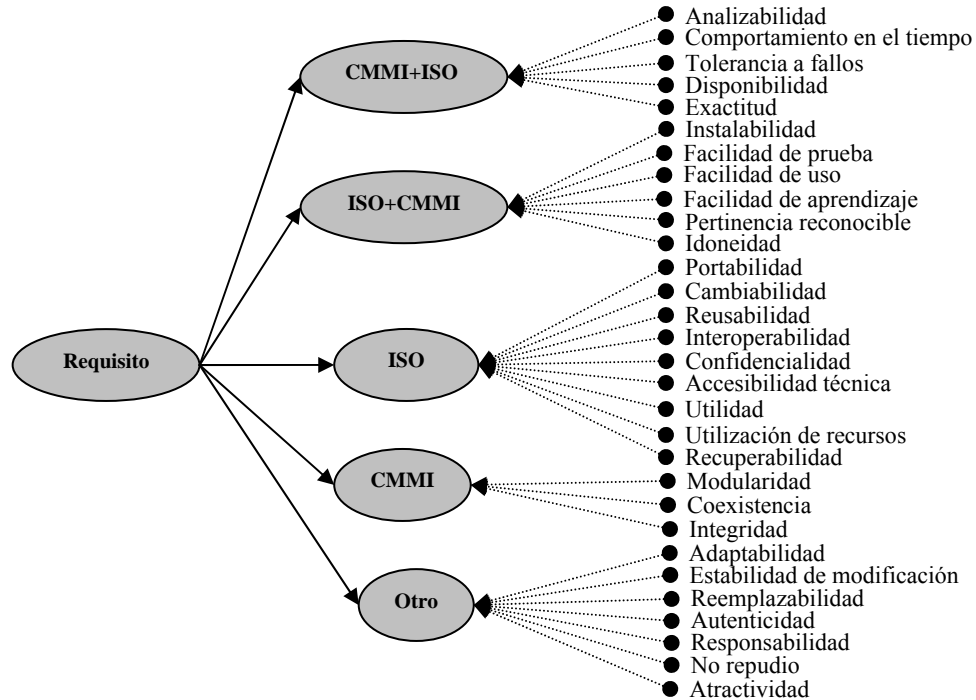 Requisito
CMMI+ISO
Analizabilidad
Comportamiento en el tiempo
Tolerancia a fallos
Disponibilidad
Exactitud
ISO+CMMI
Instalabilidad
Facilidad de prueba
Facilidad de uso
Facilidad de aprendizaje
Pertinencia reconocible
Idoneidad
ISO
Portabilidad
Cambiabilidad
Reusabilidad
Interoperabilidad
Confidencialidad
Accesibilidad técnica
Utilidad
Utilización de recursos
Recuperabilidad
CMMI
Modularidad
Coexistencia
Integridad
Otro
Adaptabilidad
Estabilidad de modificación
Reemplazabilidad
Autenticidad
Responsabilidad
No repudio
Atractividad